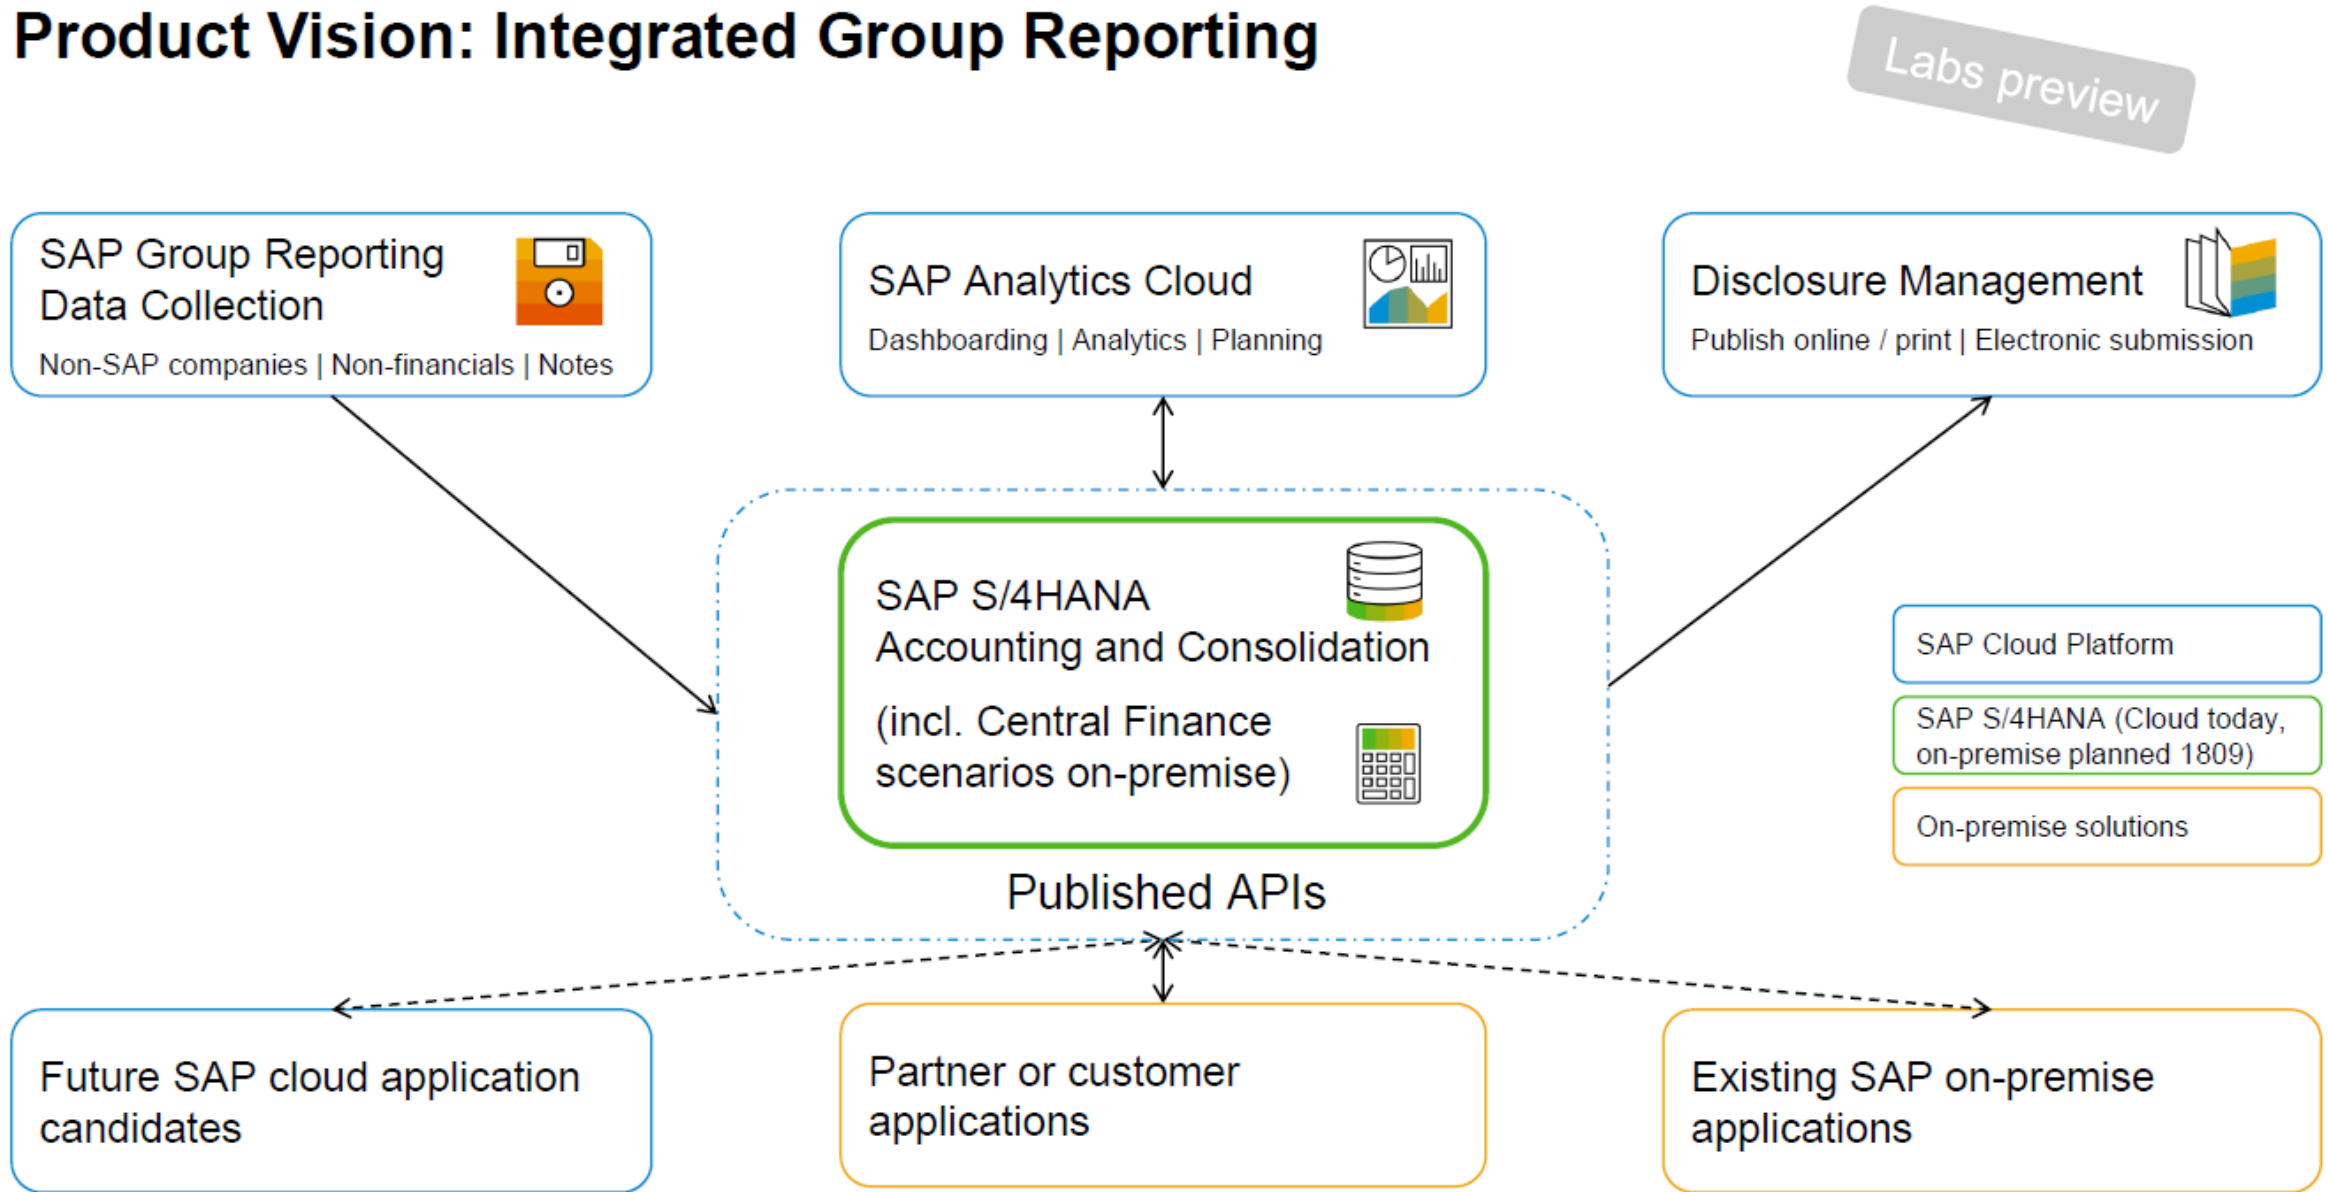 Product Vision: Integrated Group Reporting
Labs preview
SAP Group Reporting
Data Collection
Non-SAP companies | Non-financials | Notes
SAP Analytics Cloud
Dashboarding | Analytics | Planning
Disclosure Management
Publish online / print | Electronic submission
SAP S/4HANA
Accounting and Consolidation
(incl. Central Finance
scenarios on-premise)
Published APIs
SAP Cloud Platform
SAP S/4HANA (Cloud today,
on-premise planned 1809)
On-premise solutions
Future SAP cloud application
candidates
Partner or customer
applications
Existing SAP on-premise
applications